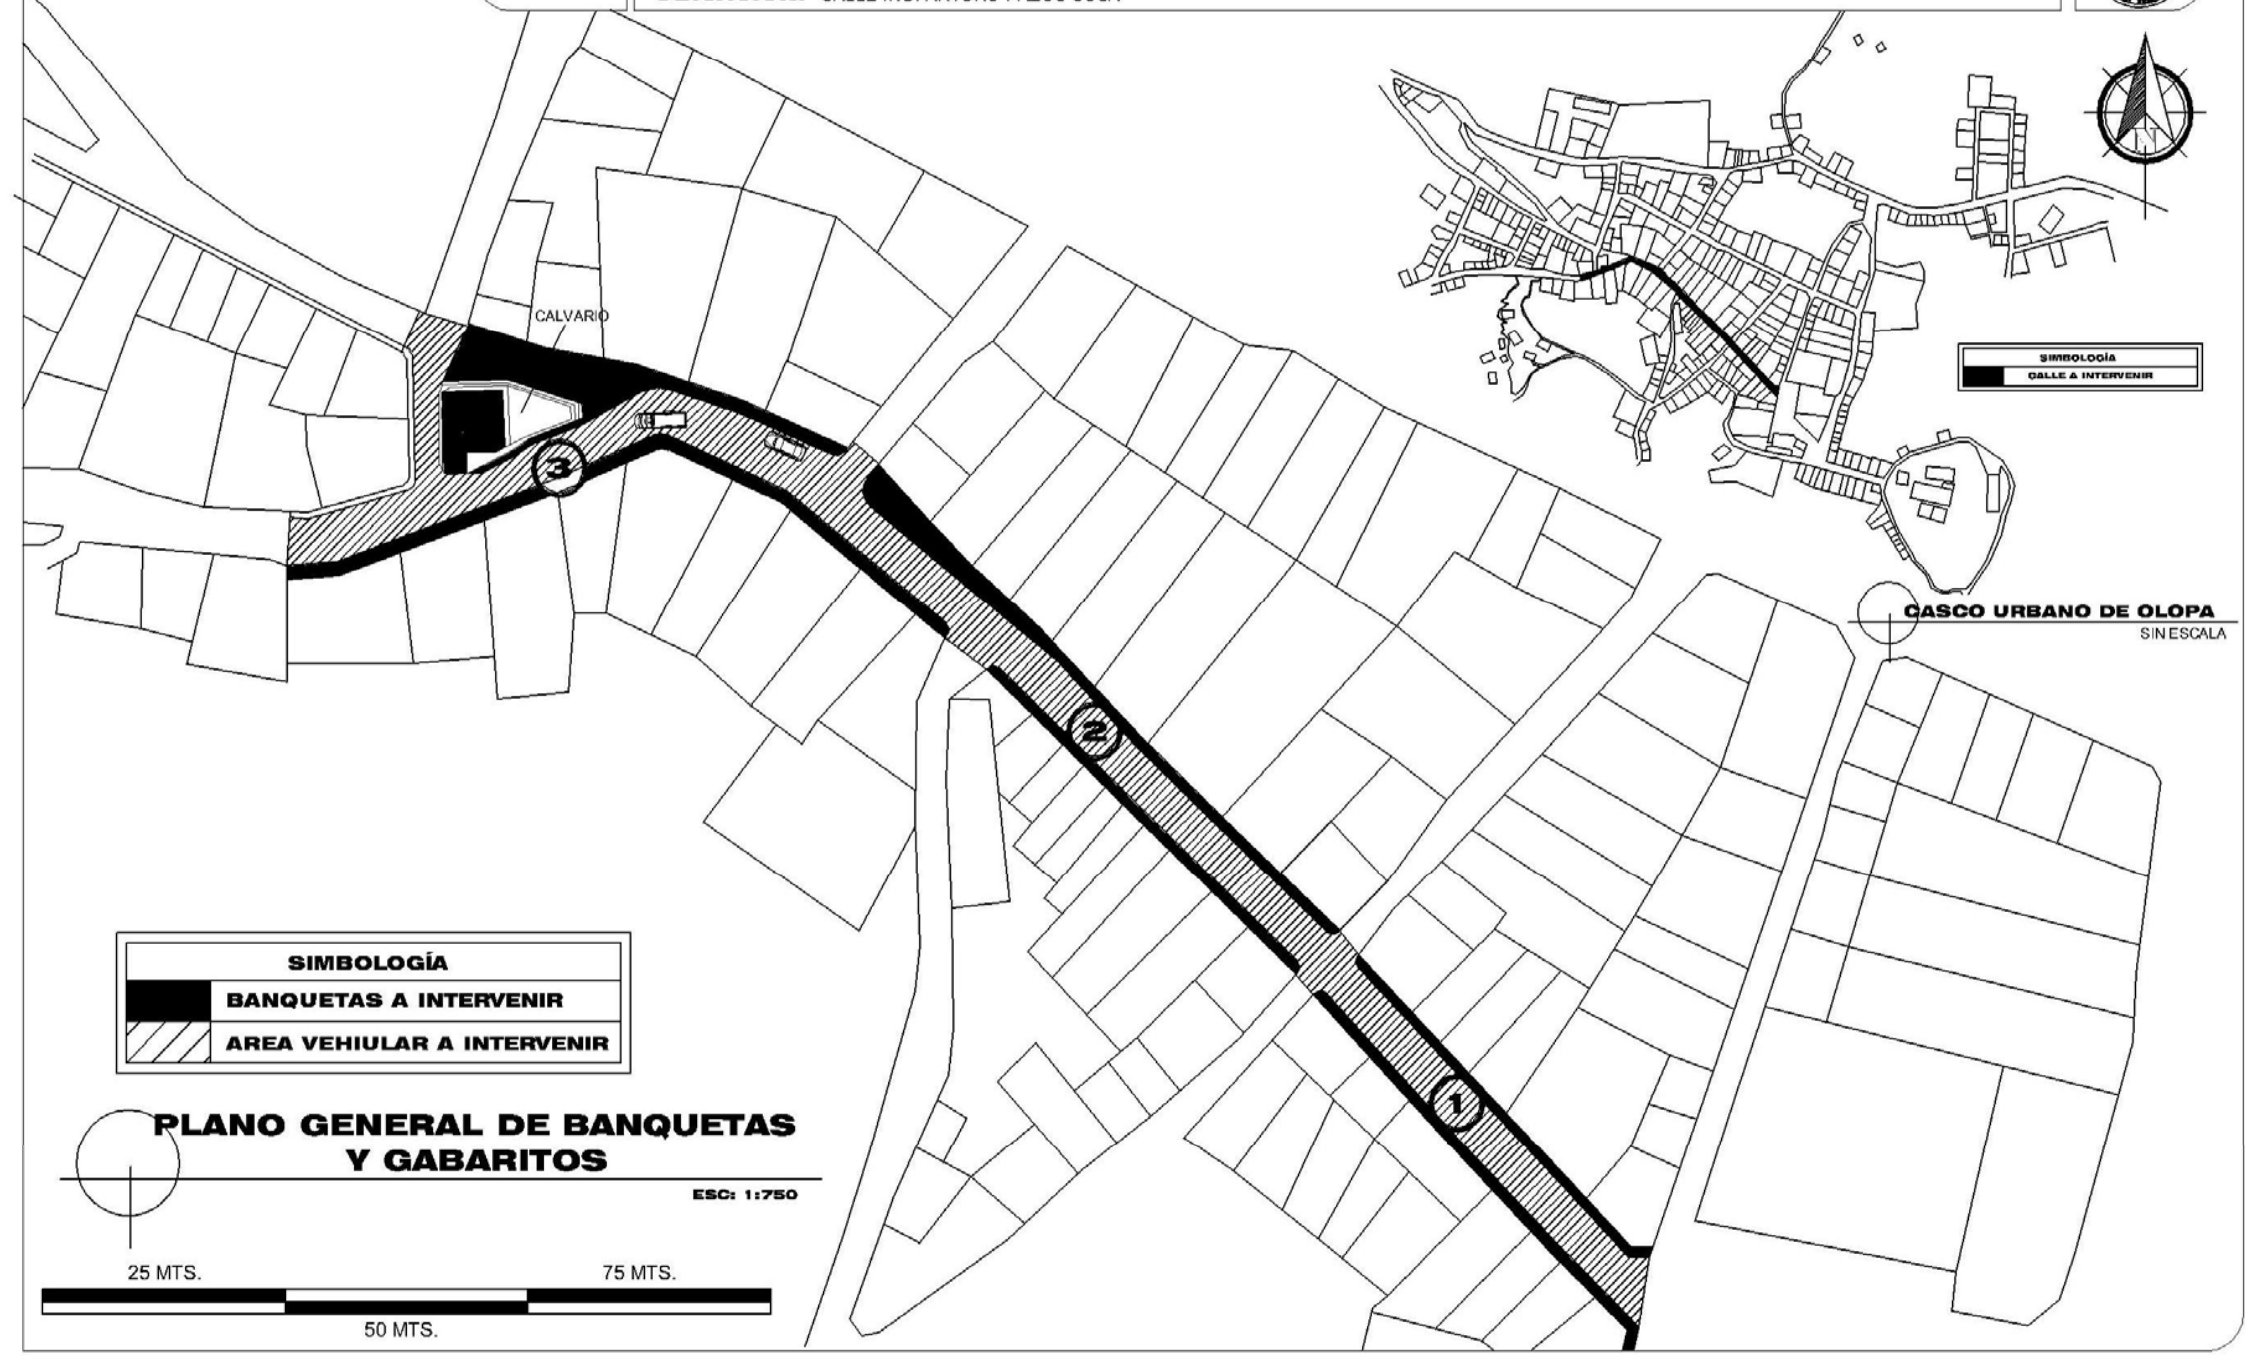 N
SIMBOLOGÍA
CALLE A INTERVENIR
CALVARIO
3
CASCO URBANO DE OLOPA
SIN ESCALA
2
SIMBOLOGÍA
BANQUETAS A INTERVENIR
AREA VEHIULAR A INTERVENIR
1
PLANO GENERAL DE BANQUETAS
Y GABARITOS
ESC: 1:750
25 MTS.
75 MTS.
50 MTS.